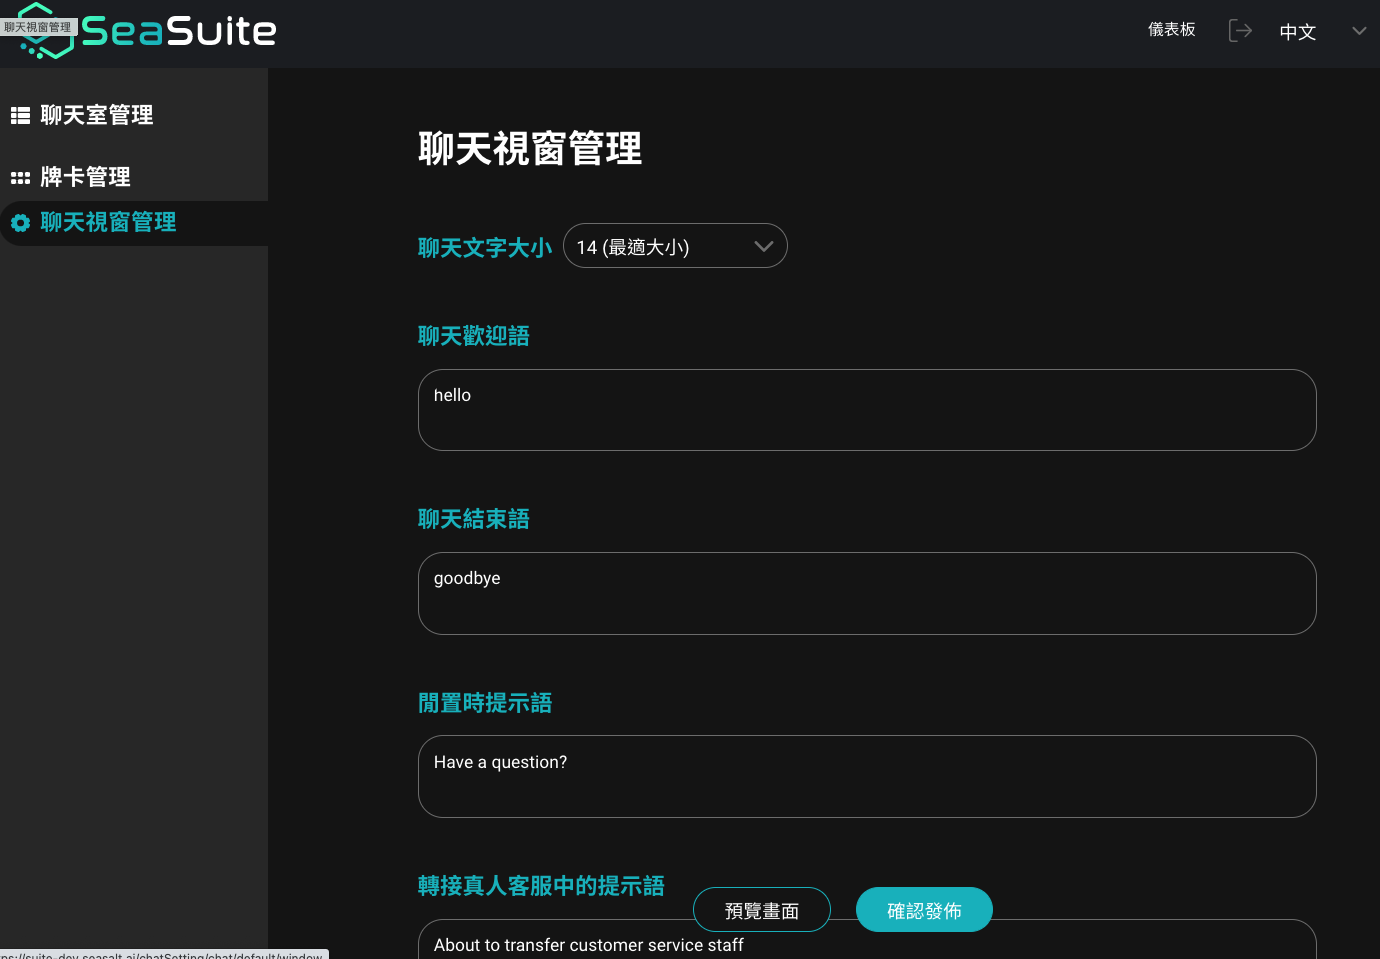 聊天視窗管理
SeaSuite
儀表板
中文
聊天室管理
牌卡管理
聊天視窗管理
聊天視窗管理
聊天文字大小
14 (最適大小)
聊天歡迎語
hello
聊天結束語
goodbye
閒置時提示語
Have a question?
轉接真人客服中的提示語
預覽畫面
確認發佈
About to transfer customer service staff
ps://suite-dev.seasalt.ai/chatSetting/chat/default/window